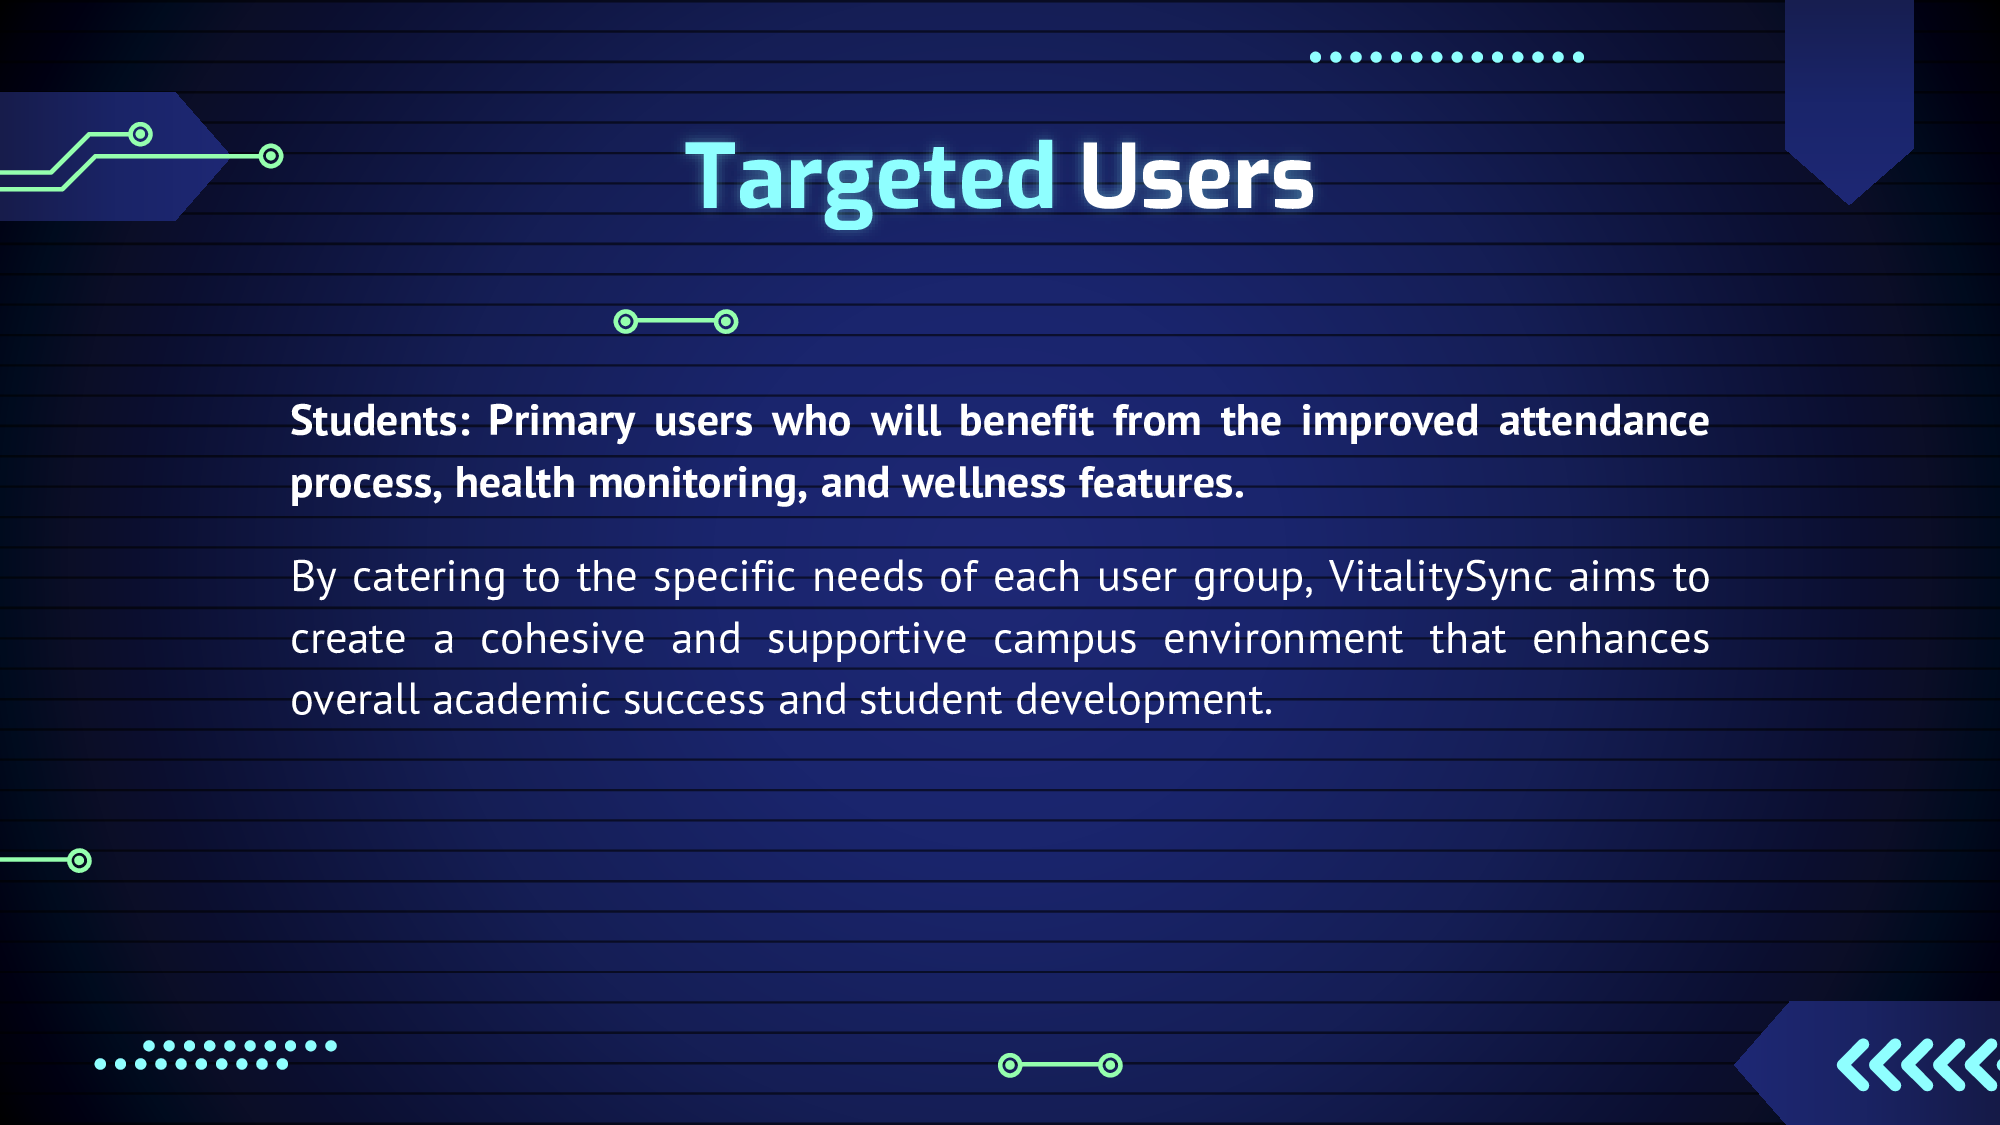 Targeted Users
Students: Primary users who will benefit from the improved attendance
process, health monitoring, and wellness features.
By catering to the specific needs of each user group, VitalitySync aims to
create a cohesive and supportive campus environment that enhances
overall academic success and student development.